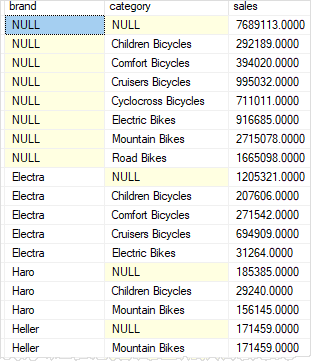 brand category sales
NULL NULL 7689113.0000
NULL Children Bicycles 292189.0000
NULL Comfort Bicycles 394020.0000
NULL Cruisers Bicycles 995032.0000
NULL Cyclocross Bicycles 711011.0000
NULL Electric Bikes 916685.0000
NULL Mountain Bikes 2715078.0000
NULL Road Bikes 1665098.0000
Electra NULL 1205321.0000
Electra Children Bicycles 207606.0000
Electra Comfort Bicycles 271542.0000
Electra Cruisers Bicycles 694909.0000
Electra Electric Bikes 31264.0000
Haro NULL 185385.0000
Haro Children Bicycles 29240.0000
Haro Mountain Bikes 156145.0000
Heller NULL 171459.0000
Heller Mountain Bikes 171459.0000